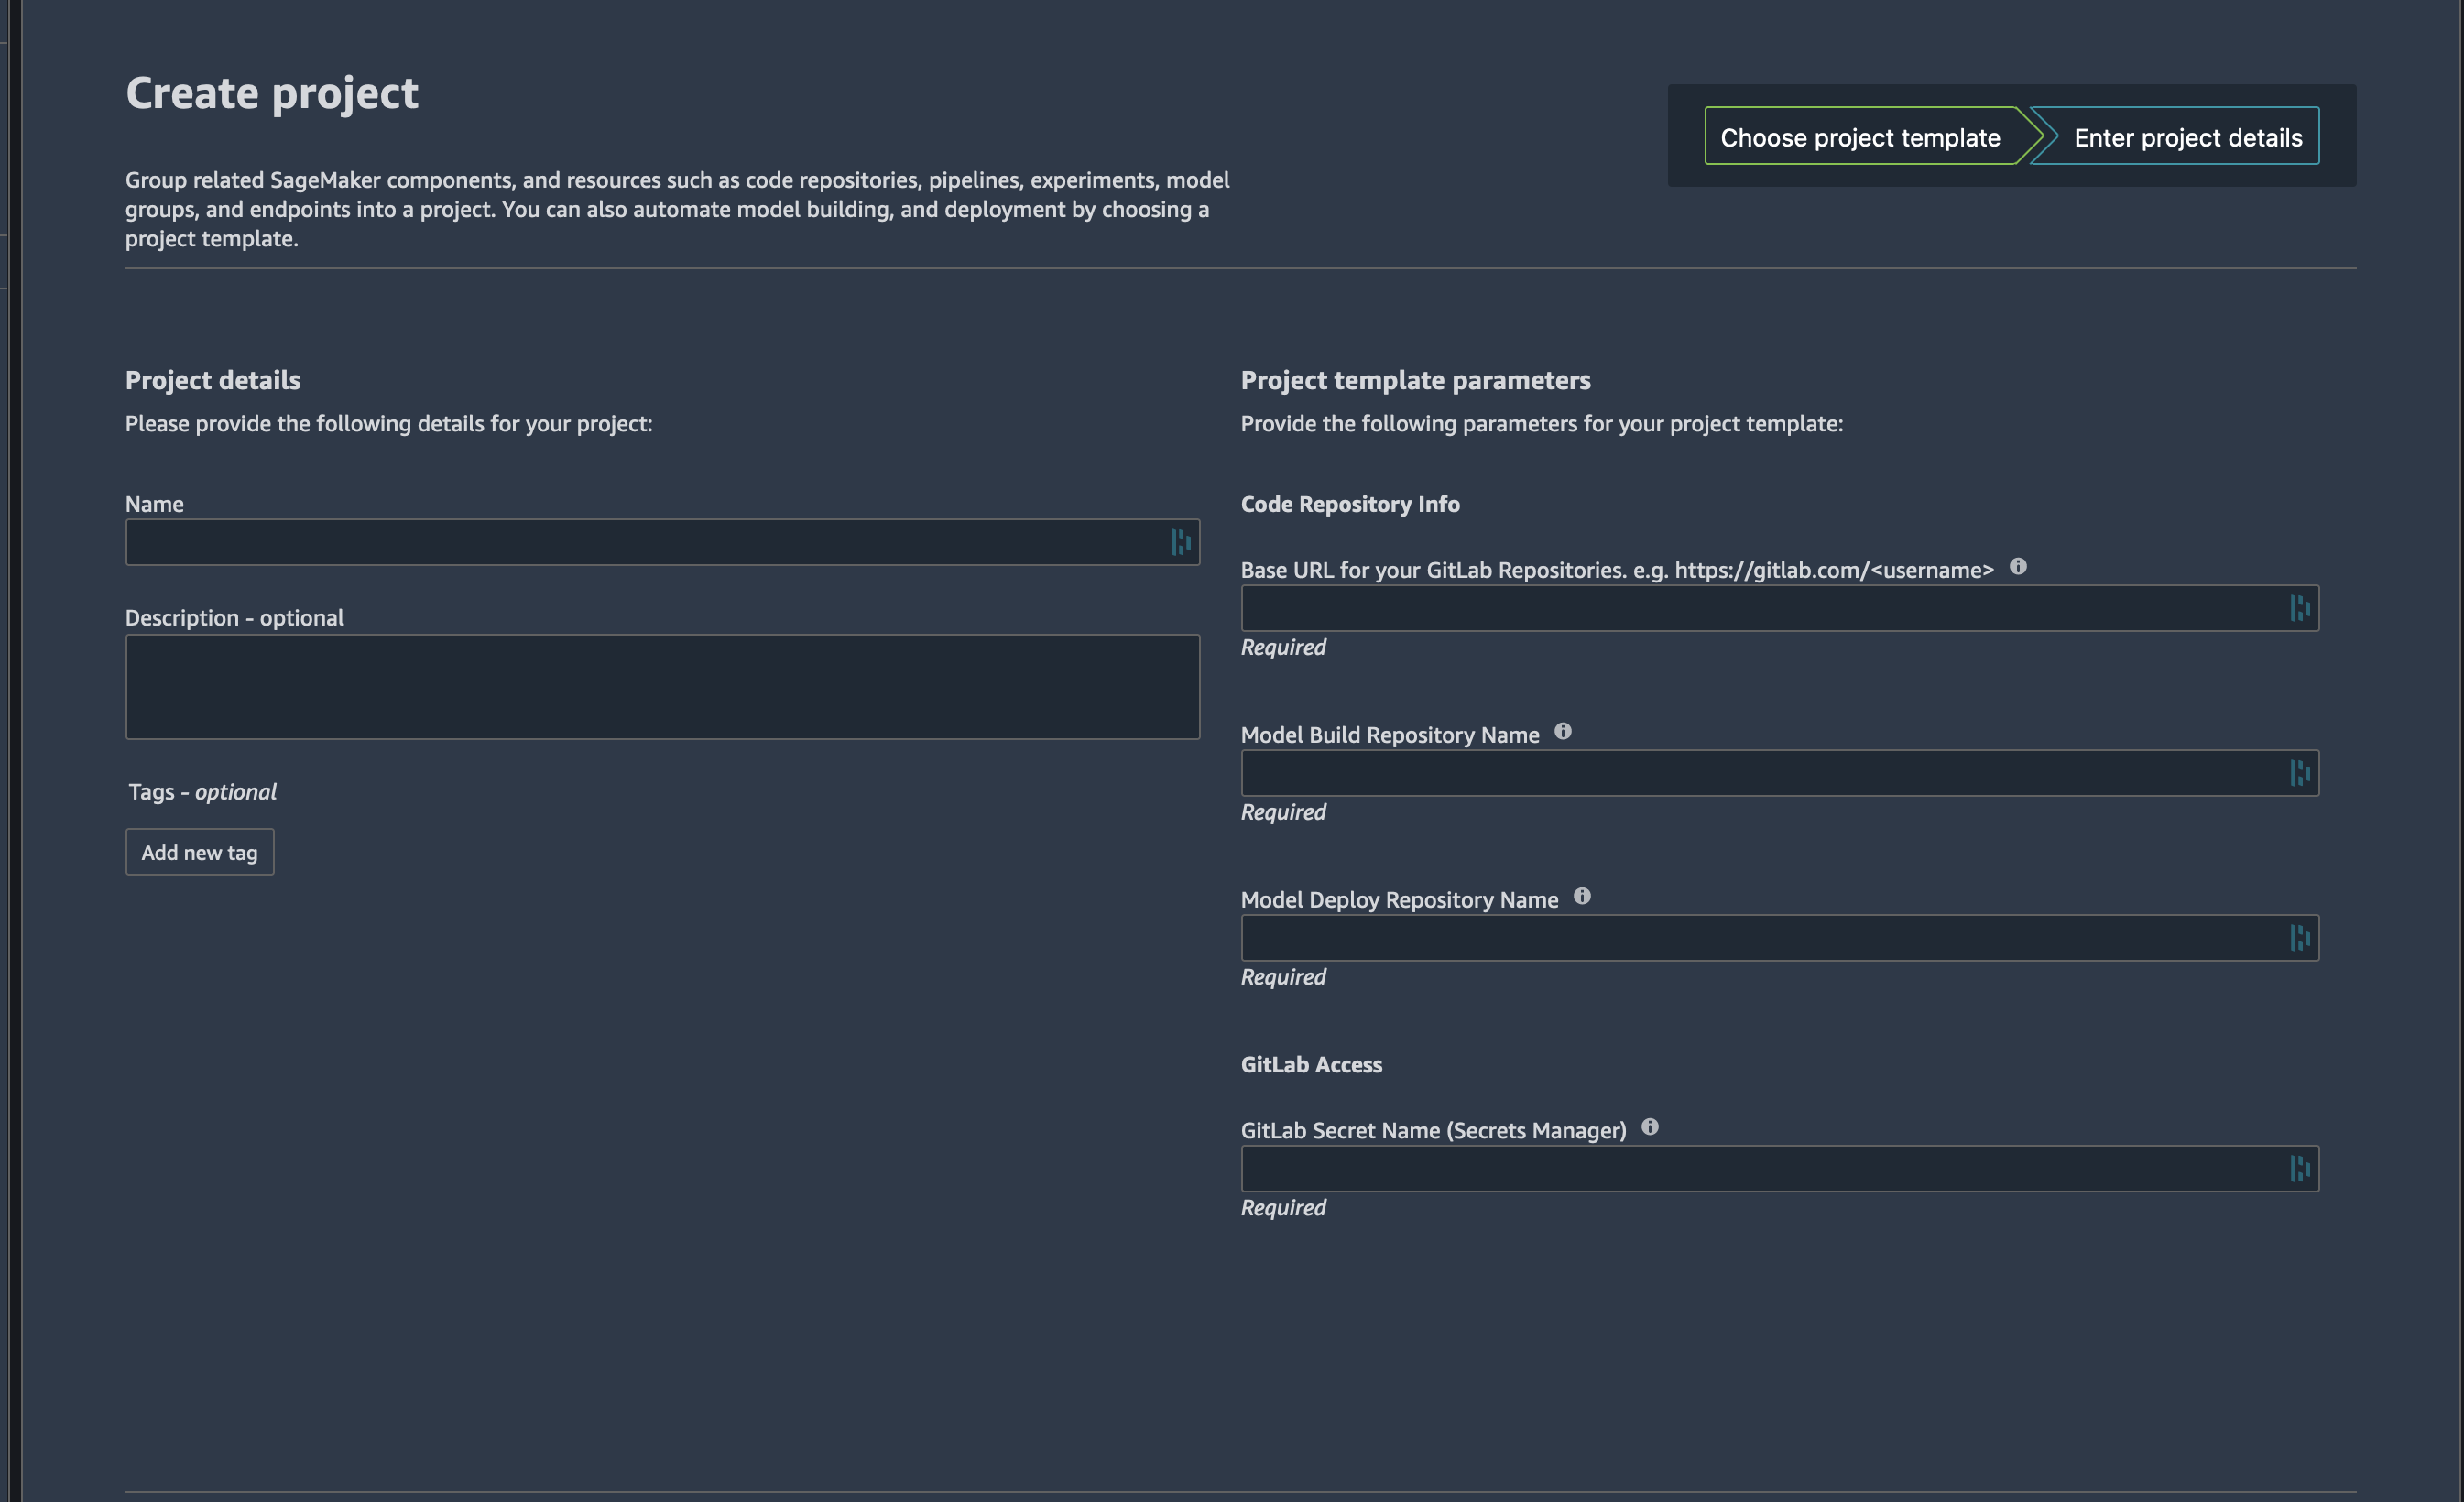 Create project
Choose project template
Enter project details
Group related SageMaker components, and resources such as code repositories, pipelines, experiments, model
groups, and endpoints into a project. You can also automate model building, and deployment by choosing a
project template.
Project details
Please provide the following details for your project:
Name
Description - optional
Tags - optional
Add new tag
Project template parameters
Provide the following parameters for your project template:
Code Repository Info
Base URL for your GitLab Repositories. e.g. https://gitlab.com/<username>
Required
Model Build Repository Name
Required
Model Deploy Repository Name
Required
GitLab Access
GitLab Secret Name (Secrets Manager)
Required